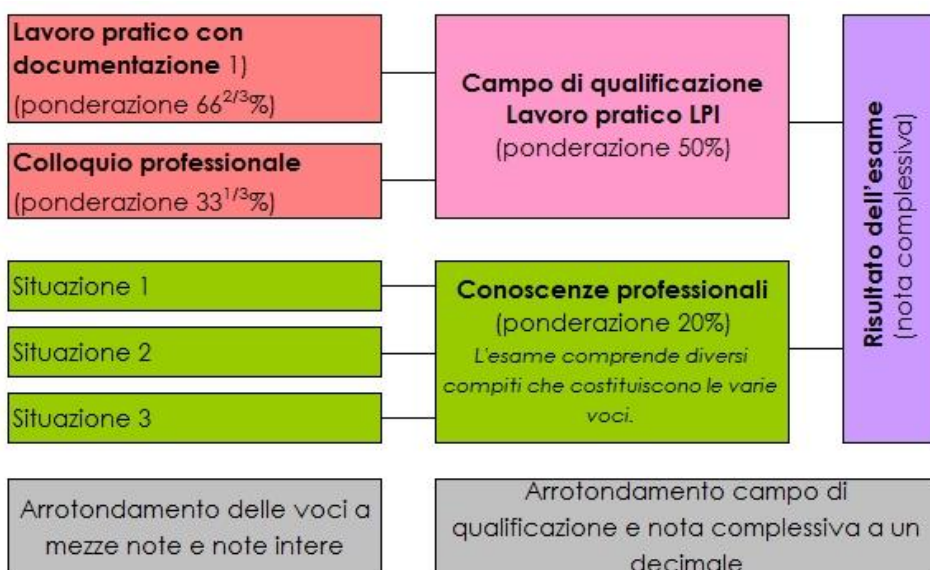 Lavoro pratico con
documentazione 1)
(ponderazione 66^2/3%)
Colloquio professionale
(ponderazione 33^1/3%)
Campo di qualificazione
Lavoro pratico LPI
(ponderazione 50%)
Situazione 1
Situazione 2
Situazione 3
Conoscenze professionali
(ponderazione 20%)
L'esame comprende diversi
compiti che costituiscono le varie
voci.
Risultato dell'esame
(nota complessiva)
Arrotondamento delle voci a
mezze note e note intere
Arrotondamento campo di
qualificazione e nota complessiva a un
decimale